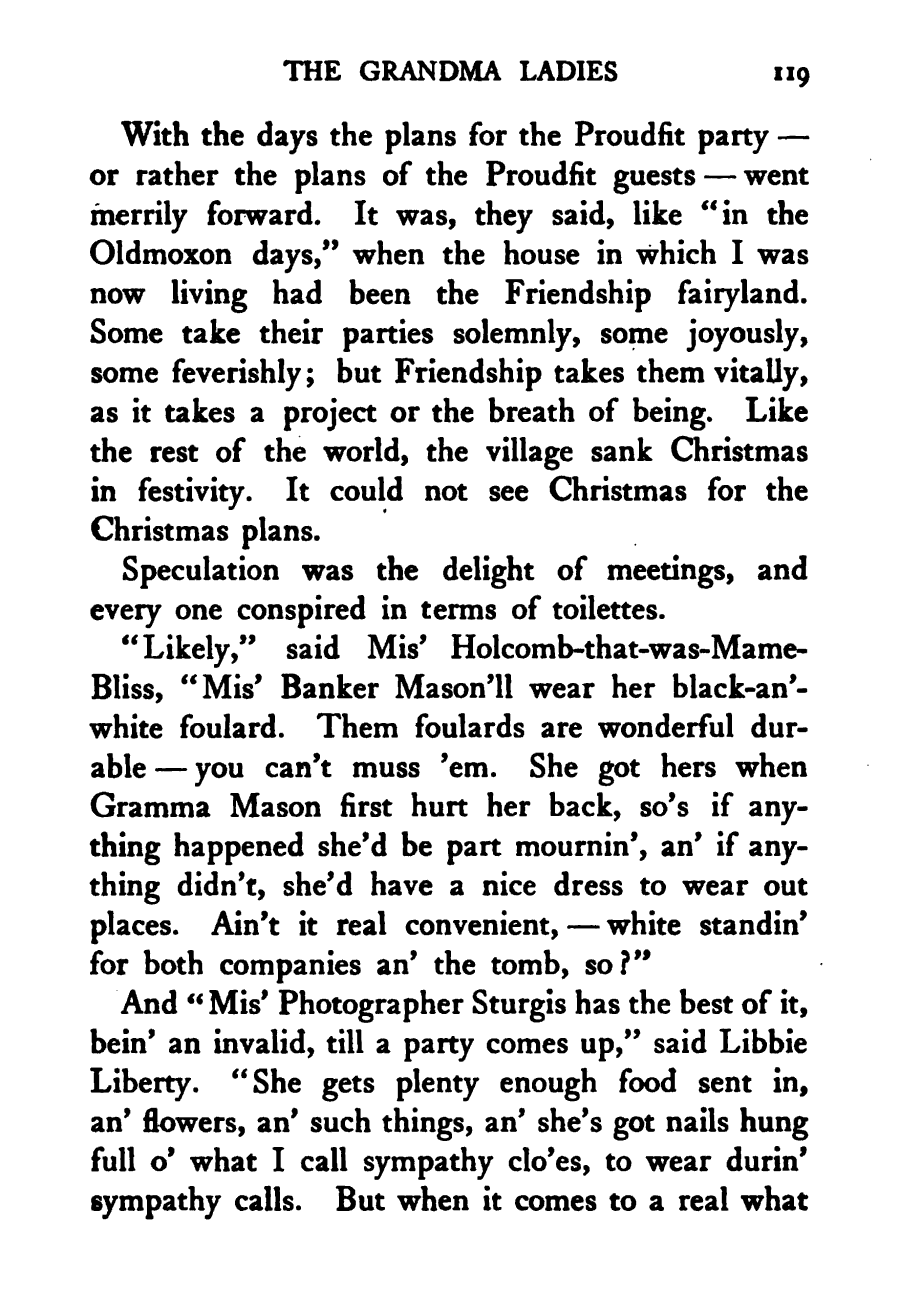 THE GRANDMA LADIES 119
With the days the plans for the Proudfit party —
or rather the plans of the Proudfit guests — went
merrily forward. It was, they said, like “in the
Oldmoxon days,” when the house in which I was
now living had been the Friendship fairyland.
Some take their parties solemnly, some joyously,
some feverishly; but Friendship takes them vitally,
as it takes a project or the breath of being. Like
the rest of the world, the village sank Christmas
in festivity. It could not see Christmas for the
Christmas plans.
Speculation was the delight of meetings, and
every one conspired in terms of toilettes.
“Likely,” said Mis’ Holcomb-that-was-Mame-
Bliss, “Mis’ Banker Mason’ll wear her black-an’-
white foulard. Them foulards are wonderful dur-
able — you can’t muss ’em. She got hers when
Gramma Mason first hurt her back, so’s if any-
thing happened she’d be part mournin’, an’ if any-
thing didn’t, she’d have a nice dress to wear out
places. Ain’t it real convenient, — white standin’
for both companies an’ the tomb, so?”
And “Mis’ Photographer Sturgis has the best of it,
bein’ an invalid, till a party comes up,” said Libbie
Liberty. “She gets plenty enough food sent in,
an’ flowers, an’ such things, an’ she’s got nails hung
full o’ what I call sympathy clo’es, to wear durin’
sympathy calls. But when it comes to a real what